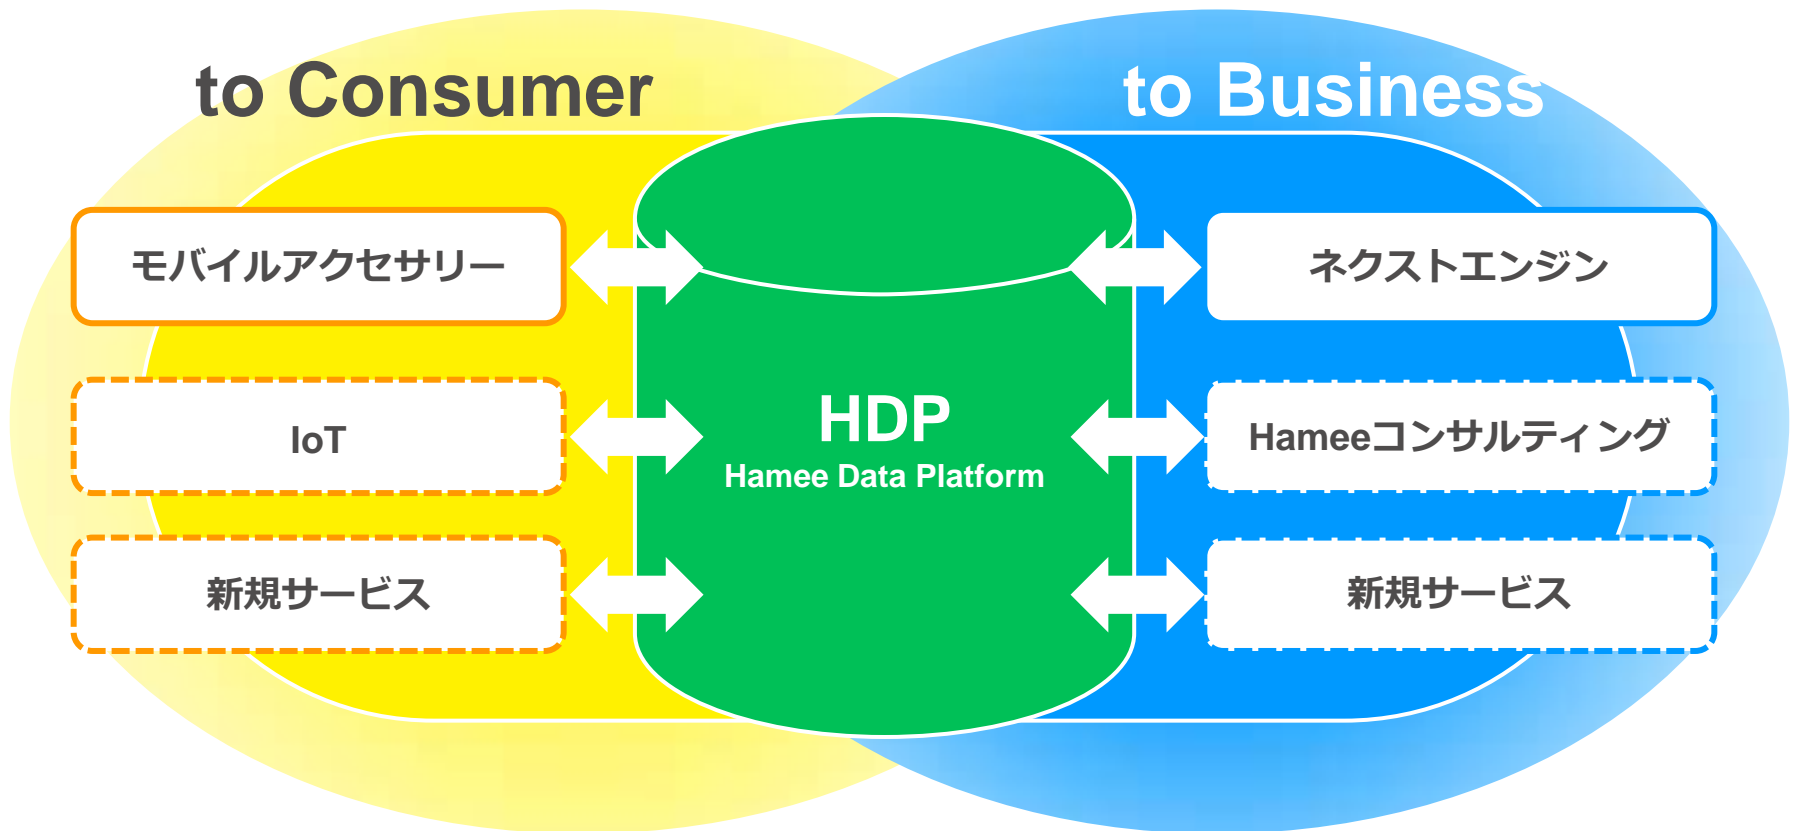 to Consumer
to Business
モバイルアクセサリー
ネクストエンジン
IoT
HDP
Hamee Data Platform
Hameeコンサルティング
新規サービス
新規サービス